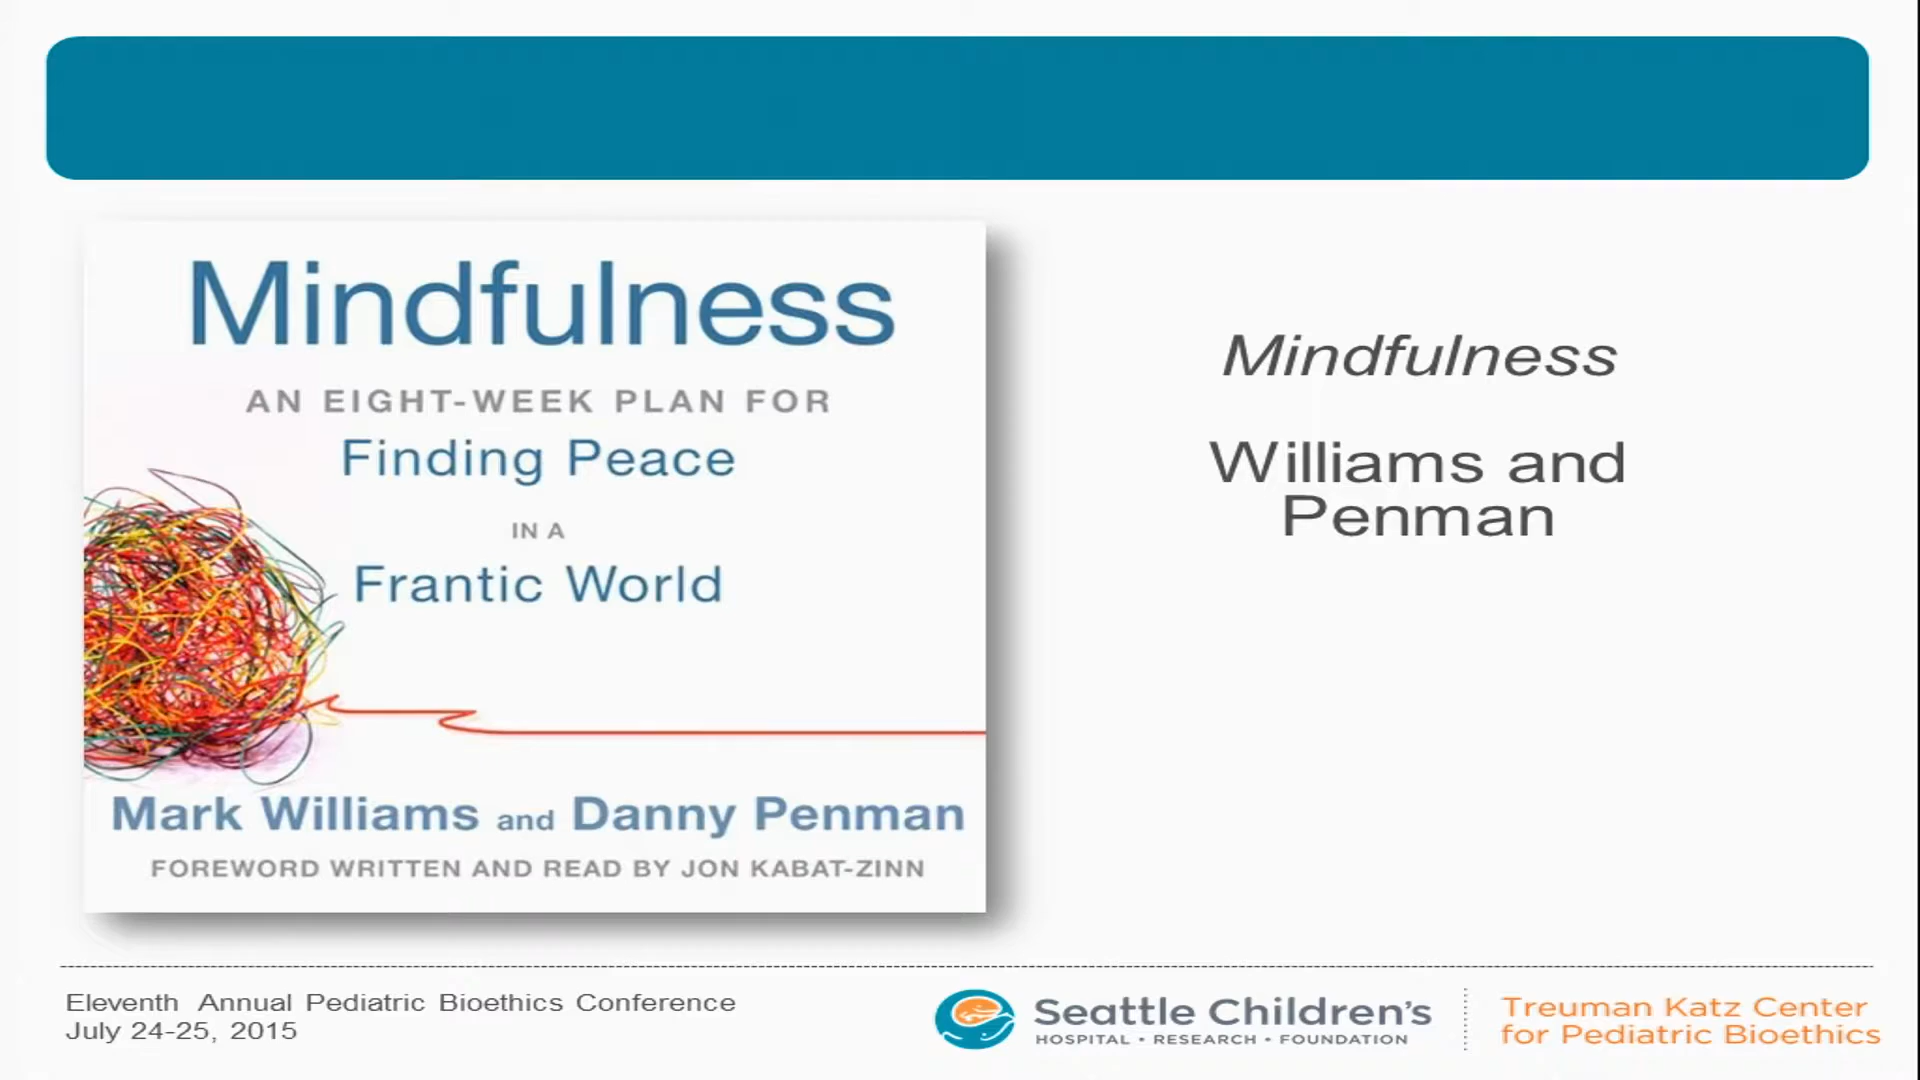 Mindfulness
AN EIGHT-WEEK PLAN FOR
Finding Peace
IN A
Frantic World
Mark Williams and Danny Penman
FOREWORD WRITTEN AND READ BY JON KABAT-ZINN
Mindfulness
Williams and
Penman
Eleventh Annual Pediatric Bioethics Conference
July 24-25, 2015
Seattle Children's
HOSPITAL • RESEARCH • FOUNDATION
Treuman Katz Center
for Pediatric Bioethics